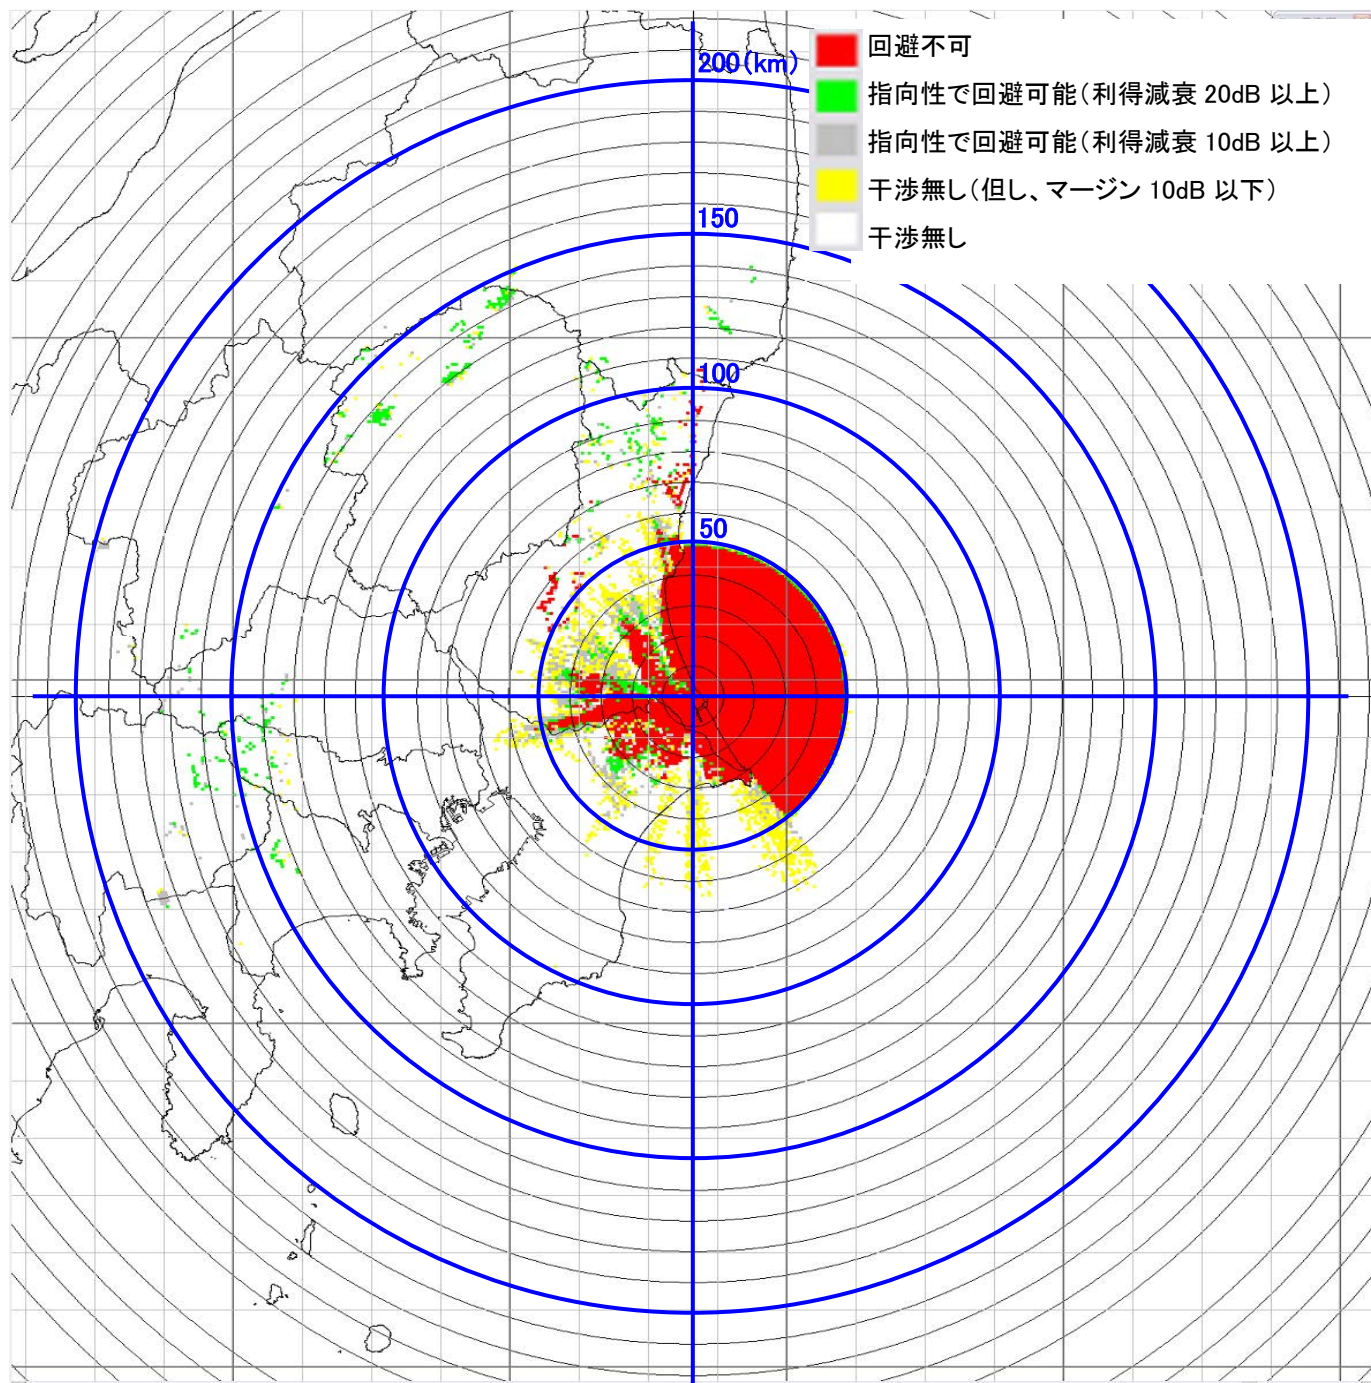 200(km)
150
100
50
回避不可
指向性で回避可能(利得減衰 20dB 以上)
指向性で回避可能(利得減衰 10dB 以上)
干渉無し(但し、マージン 10dB 以下)
干渉無し